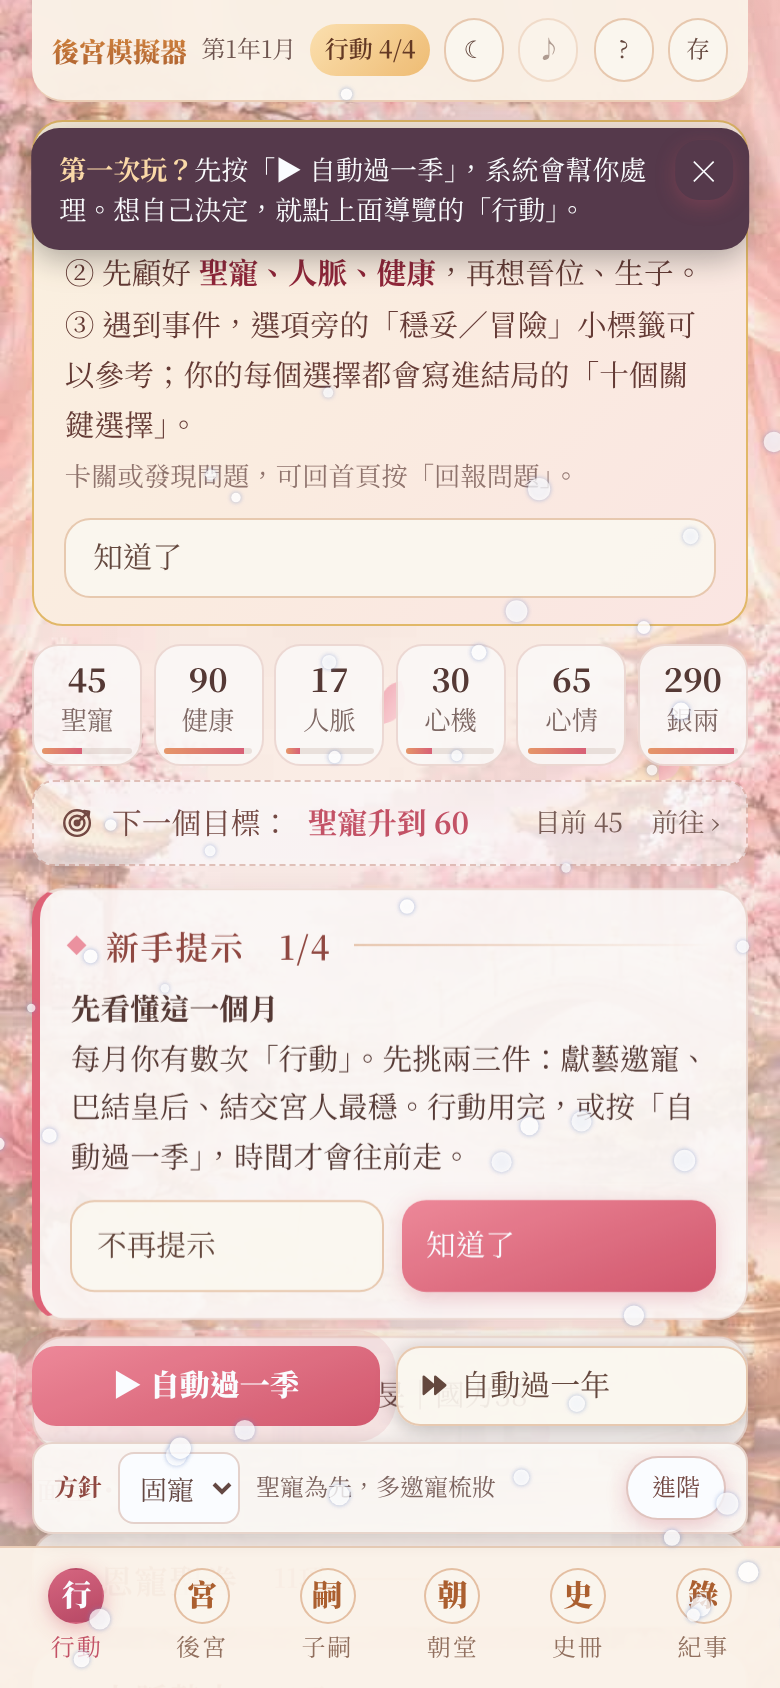 後宮模擬器 第1年1月 行動 4/4 ☾ ♪ ? 存
第一次玩？先按「▶ 自動過一季」，系統會幫你處
理。想自己決定，就點上面導覽的「行動」。
② 先顧好 聖寵、人脈、健康，再想晉位、生子。
③ 遇到事件，選項旁的「穩妥／冒險」小標籤可
以參考；你的每個選擇都會寫進結局的「十個關
鍵選擇」。
卡關或發現問題，可回首頁按「回報問題」。
知道了
45 90 17 30 65 290
聖寵 健康 人脈 心機 心情 銀兩
下一個目標： 聖寵升到 60 目前 45 前往 ›
新手提示 1/4
先看懂這一個月
每月你有數次「行動」。先挑兩三件：獻藝邀寵、
巴結皇后、結交宮人最穩。行動用完，或按「自
動過一季」，時間才會往前走。
不再提示 知道了
▶ 自動過一季 自動過一年
方針 固寵 聖寵為先，多邀寵梳妝 進階
行 宮 嗣 朝 史 錄
行動 後宮 子嗣 朝堂 史冊 紀事